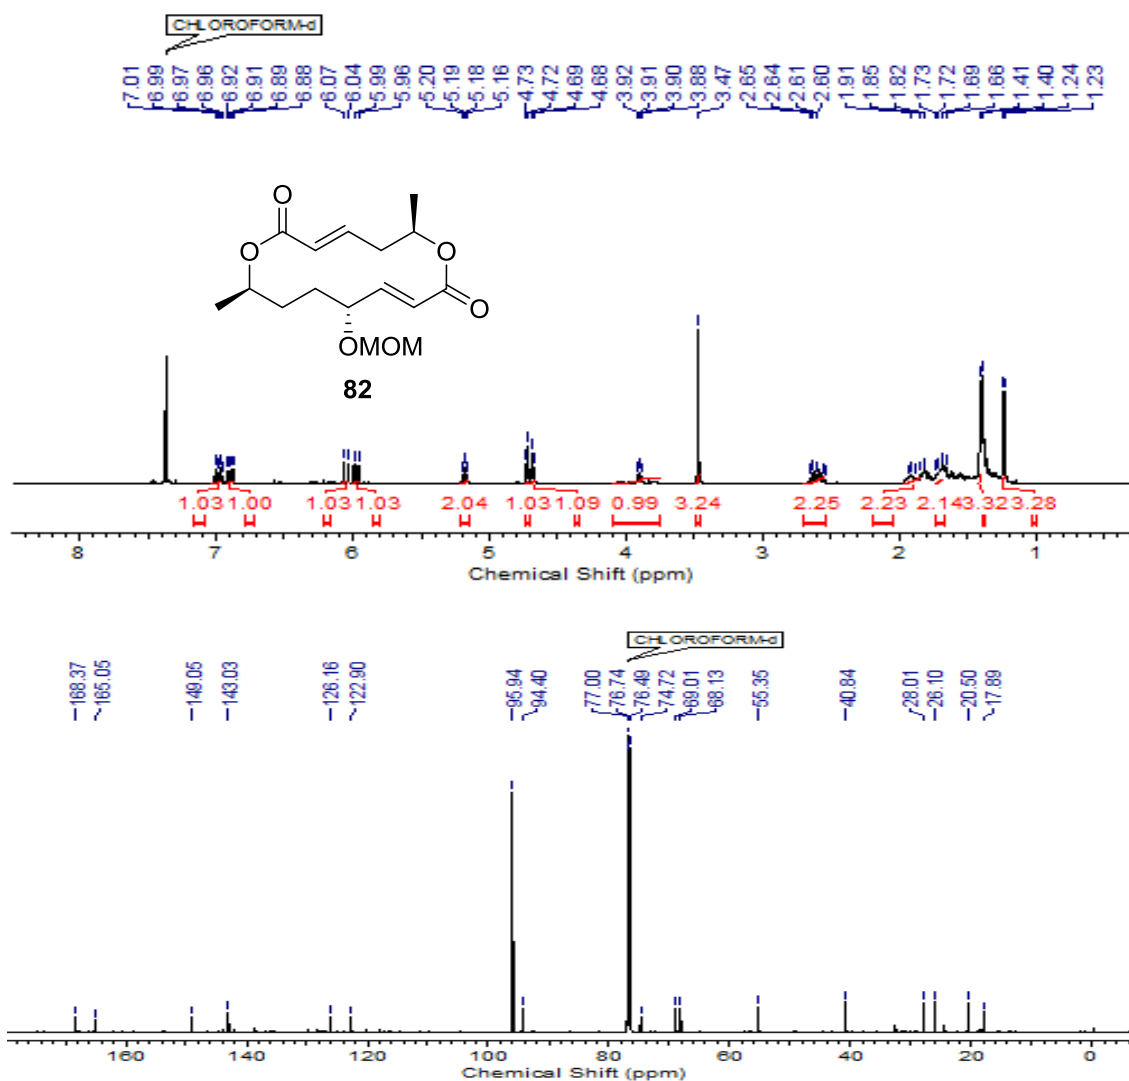 CHLOROFORM-d
7.01 6.99 6.97 6.96 6.92 6.91 6.89 6.88 6.07 6.04 5.99 5.96 5.20 5.19 5.18 5.16 4.73 4.72 4.69 4.68 3.92 3.91 3.90 3.88 3.47 2.65 2.64 2.61 2.60 1.91 1.85 1.82 1.73 1.72 1.69 1.66 1.41 1.40 1.24 1.23
O
O O
O
OMOM
82
1.03 1.00 1.03 1.03 2.04 1.03 1.09 0.99 3.24 2.25 2.23 2.14 3.32 3.28
8 7 6 5 4 3 2 1
Chemical Shift (ppm)
CHLOROFORM-d
168.37 165.05 149.05 143.03 126.16 122.90 95.94 94.40 77.00 76.74 76.49 74.72 69.01 68.13 55.35 40.84 28.01 26.10 20.50 17.89
160 140 120 100 80 60 40 20 0
Chemical Shift (ppm)